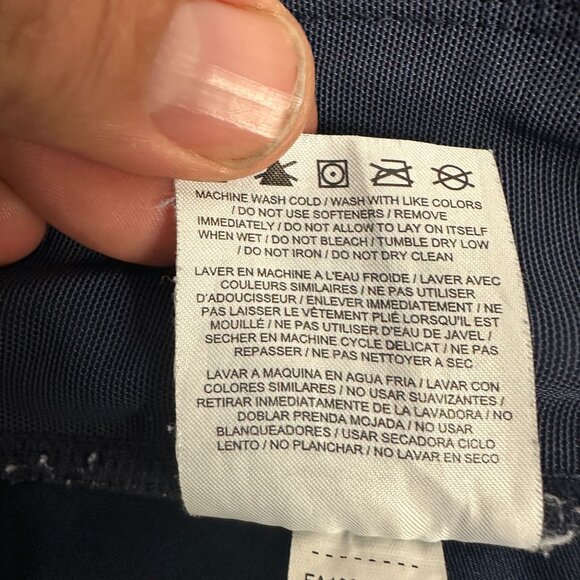 MACHINE WASH COLD / WASH WITH LIKE COLORS
/ DO NOT USE SOFTENERS / REMOVE
IMMEDIATELY / DO NOT ALLOW TO LAY ON ITSELF
WHEN WET / DO NOT BLEACH / TUMBLE DRY LOW
/ DO NOT IRON / DO NOT DRY CLEAN
LAVER EN MACHINE A L'EAU FROIDE / LAVER AVEC
COULEURS SIMILAIRES / NE PAS UTILISER
D'ADOUCISSEUR / ENLEVER IMMEDIATEMENT / NE
PAS LAISSER LE VÊTEMENT PLIÉ LORSQU'IL EST
MOUILLÉ / NE PAS UTILISER D'EAU DE JAVEL /
SECHER EN MACHINE CYCLE DELICAT / NE PAS
REPASSER / NE PAS NETTOYER A SEC
LAVAR A MAQUINA EN AGUA FRIA / LAVAR CON
COLORES SIMILARES / NO USAR SUAVIZANTES /
RETIRAR INMEDIATAMENTE DE LA LAVADORA / NO
DOBLAR PRENDA MOJADA / NO USAR
BLANQUEADORES / USAR SECADORA CICLO
LENTO / NO PLANCHAR / NO LAVAR EN SECO